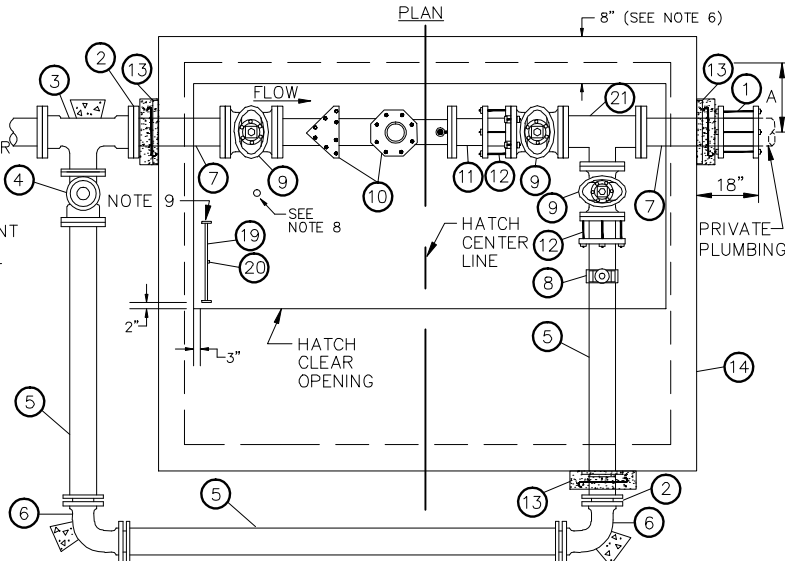 PLAN
8" (SEE NOTE 6)
2
3
13
13
1
FLOW
21
A
R
4
7
9
10
11
12
9
7
18"
NOTE 9
SEE
NOTE 8
9
NT
19
HATCH
CENTER
LINE
12
PRIVATE
PLUMBING
20
8
2"
3"
HATCH
CLEAR
OPENING
5
14
5
13
2
6
5
6